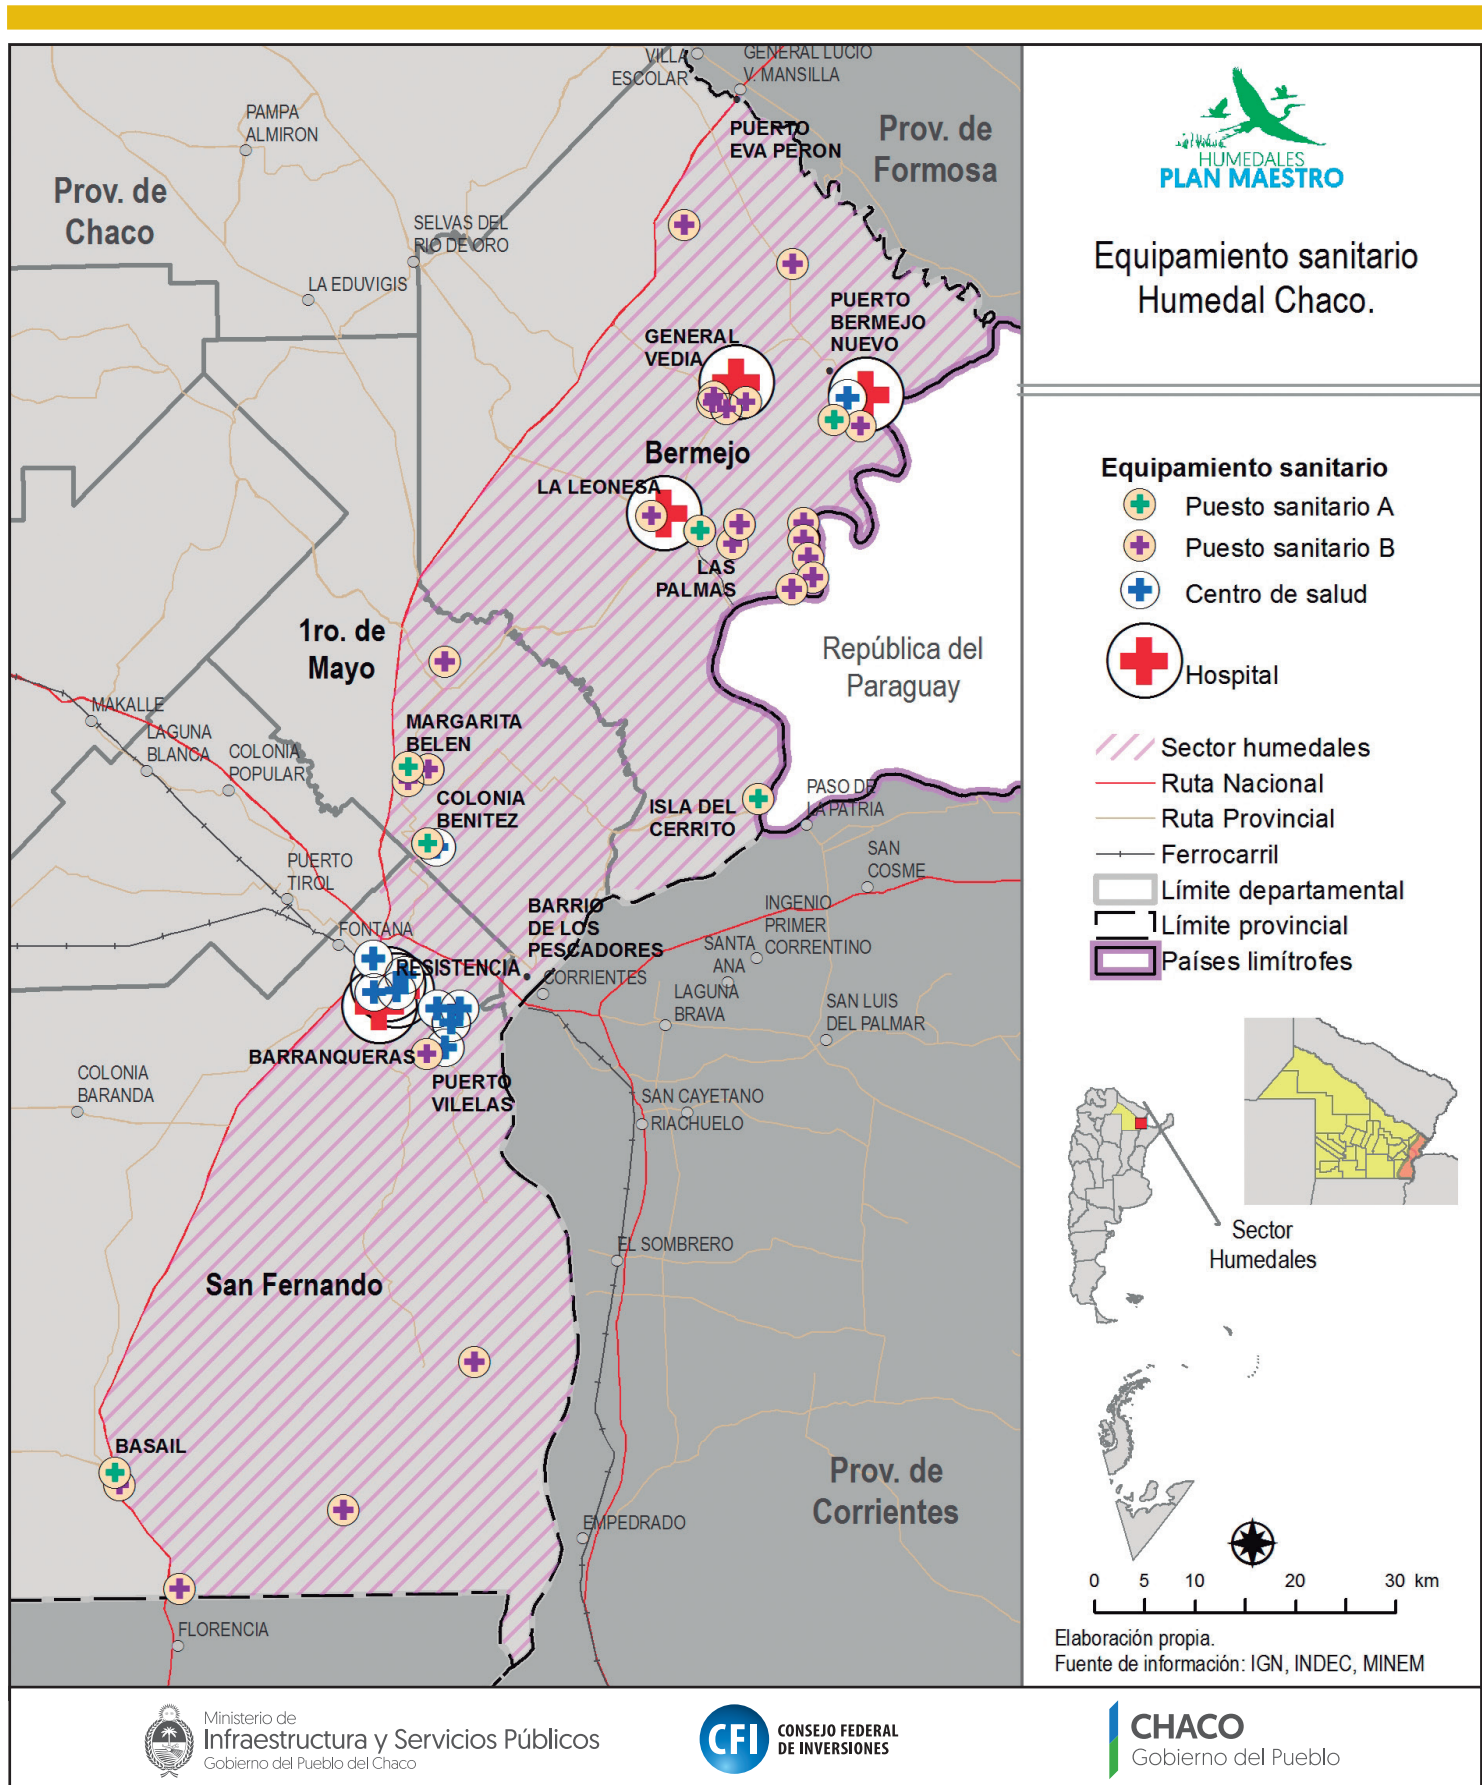 VILLA
ESCOLAR
GENERAL LUCIO
V. MANSILLA
PAMPA
ALMIRON
PUERTO
EVA PERON
Prov. de
Formosa
Prov. de
Chaco
SELVAS DEL
RIO DE ORO
LA EDUVIGIS
PUERTO
BERMEJO
NUEVO
GENERAL
VEDIA
Bermejo
LA LEONESA
LAS
PALMAS
1ro. de
Mayo
República del
Paraguay
MAKALLE
LAGUNA
BLANCA
COLONIA
POPULAR
MARGARITA
BELEN
COLONIA
BENITEZ
ISLA DEL
CERRITO
PASO DE
LA PATRIA
SAN
COSME
PUERTO
TIROL
FONTANA
BARRIO
DE LOS
PESCADORES
INGENIO
PRIMER
CORRENTINO
SANTA
ANA
RESISTENCIA
CORRIENTES
LAGUNA
BRAVA
SAN LUIS
DEL PALMAR
BARRANQUERAS
PUERTO
VILELAS
COLONIA
BARANDA
SAN CAYETANO
RIACHUELO
EL SOMBRERO
San Fernando
BASAIL
Prov. de
Corrientes
EMPEDRADO
FLORENCIA
HUMEDALES
PLAN MAESTRO
Equipamiento sanitario
Humedal Chaco.
Equipamiento sanitario
Puesto sanitario A
Puesto sanitario B
Centro de salud
Hospital
Sector humedales
Ruta Nacional
Ruta Provincial
Ferrocarril
Límite departamental
Límite provincial
Países limítrofes
Sector
Humedales
0 5 10 20 30 km
Elaboración propia.
Fuente de información: IGN, INDEC, MINEM
Ministerio de
Infraestructura y Servicios Públicos
Gobierno del Pueblo del Chaco
CFI
CONSEJO FEDERAL
DE INVERSIONES
CHACO
Gobierno del Pueblo